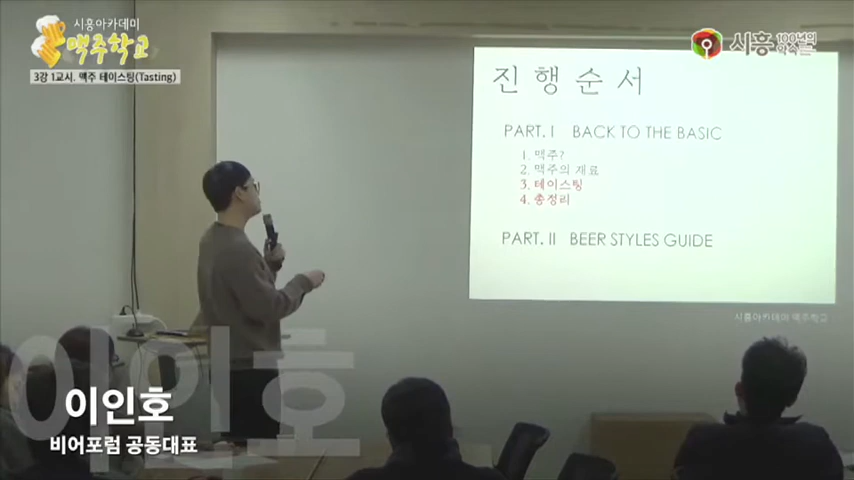 시흥아카데미
맥주학교
3강 1교시. 맥주 테이스팅(Tasting)
시흥 100년의
진행순서
PART. I BACK TO THE BASIC
1. 맥주?
2. 맥주의 재료
3. 테이스팅
4. 총정리
PART. II BEER STYLES GUIDE
시흥아카데미 맥주학교
이인호
이인호
비어포럼 공동대표